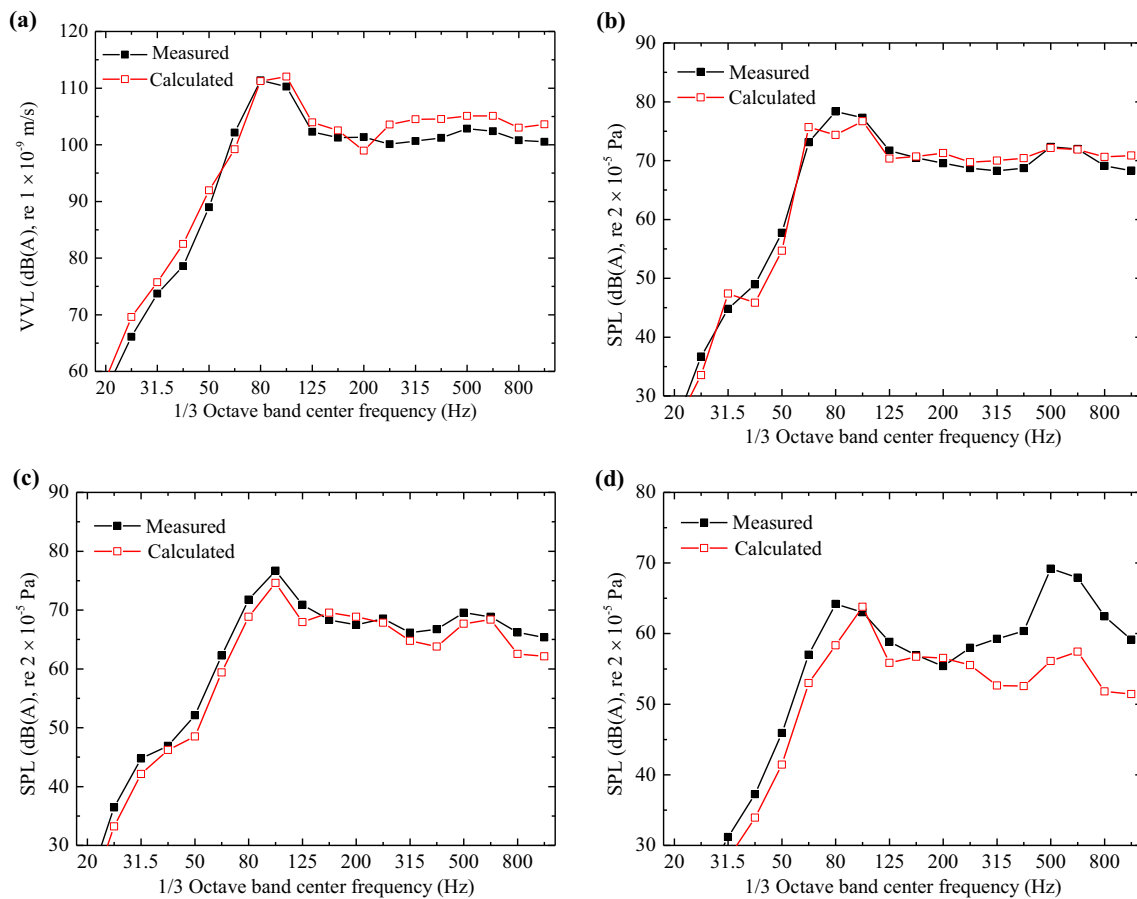 (a)
120
110
100
90
80
70
60
VVL (dB(A), re 1 × 10⁻⁹ m/s)
Measured
Calculated
20 31.5 50 80 125 200 315 500 800
1/3 Octave band center frequency (Hz)
(b)
90
80
70
60
50
40
30
SPL (dB(A), re 2 × 10⁻⁵ Pa)
Measured
Calculated
20 31.5 50 80 125 200 315 500 800
1/3 Octave band center frequency (Hz)
(c)
90
80
70
60
50
40
30
SPL (dB(A), re 2 × 10⁻⁵ Pa)
Measured
Calculated
20 31.5 50 80 125 200 315 500 800
1/3 Octave band center frequency (Hz)
(d)
80
70
60
50
40
30
SPL (dB(A), re 2 × 10⁻⁵ Pa)
Measured
Calculated
20 31.5 50 80 125 200 315 500 800
1/3 Octave band center frequency (Hz)